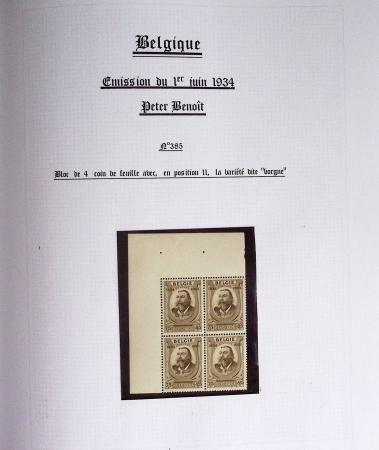 Belgique
Emission du 1er juin 1934
Peter Benoît
N°385
Bloc de 4 coin de feuille avec, en position 11, la variété dite "borgne"
BELGIE BELGIE
BELGIE BELGIE